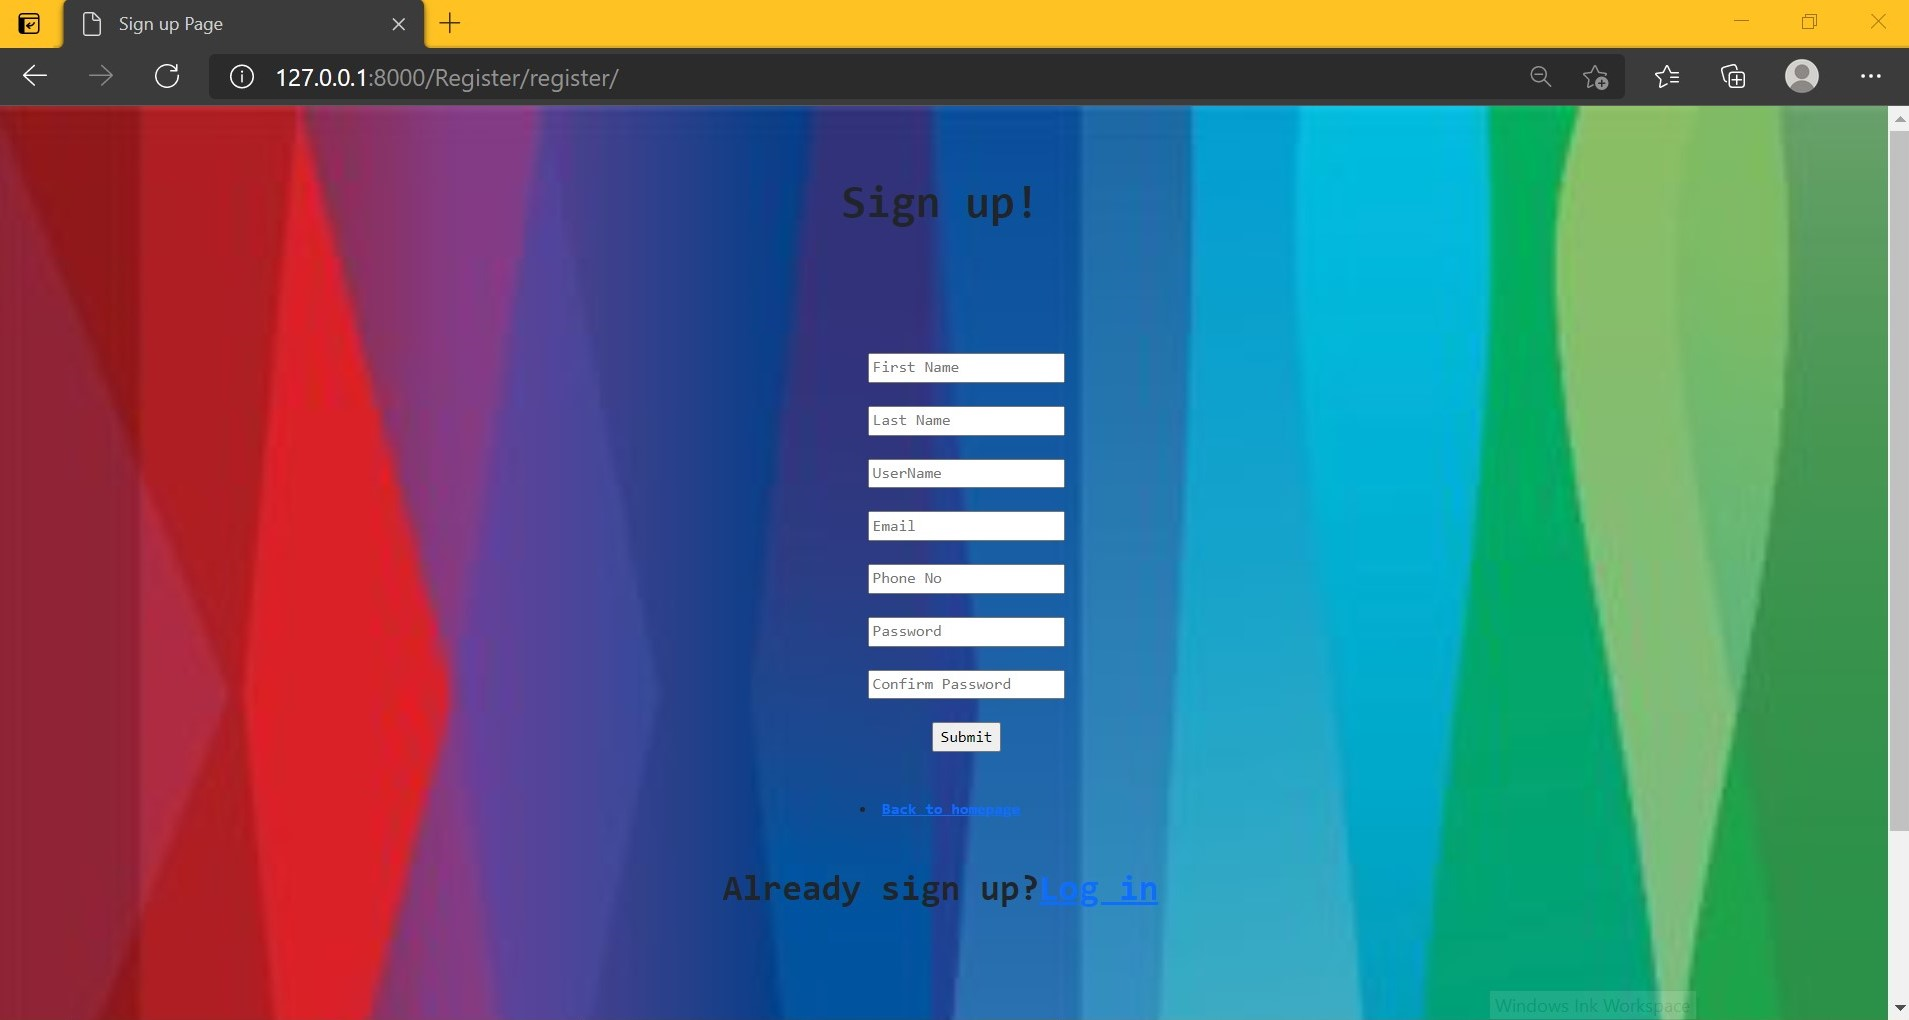 Sign up Page
127.0.0.1:8000/Register/register/
Sign up!
First Name
Last Name
UserName
Email
Phone No
Password
Confirm Password
Submit
Back to homepage
Already sign up?Log in
Windows Ink Workspace